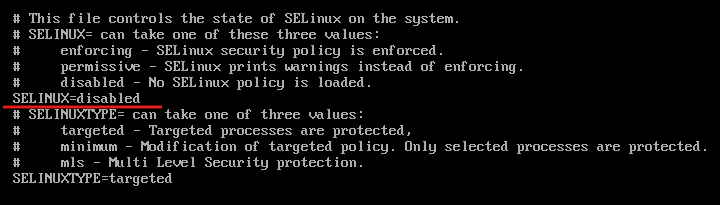 # This file controls the state of SELinux on the system.
# SELINUX= can take one of these three values:
#     enforcing - SELinux security policy is enforced.
#     permissive - SELinux prints warnings instead of enforcing.
#     disabled - No SELinux policy is loaded.
SELINUX=disabled
# SELINUXTYPE= can take one of three values:
#     targeted - Targeted processes are protected,
#     minimum - Modification of targeted policy. Only selected processes are protected.
#     mls - Multi Level Security protection.
SELINUXTYPE=targeted